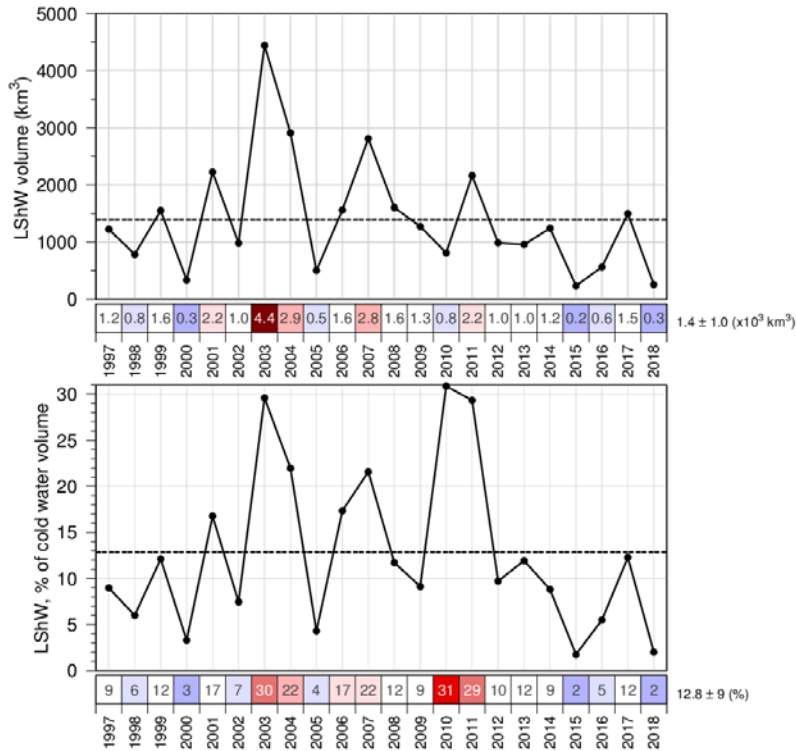 5000
4000
3000
2000
1000
0
LShW volume (km³)
1.2 0.8 1.6 0.3 2.2 1.0 4.4 2.9 0.5 1.6 2.8 1.6 1.3 0.8 2.2 1.0 1.0 1.2 0.2 0.6 1.5 0.3 1.4 ± 1.0 (x10³ km³)
1997 1998 1999 2000 2001 2002 2003 2004 2005 2006 2007 2008 2009 2010 2011 2012 2013 2014 2015 2016 2017 2018
30
25
20
15
10
5
0
LShW, % of cold water volume
9 6 12 3 17 7 30 22 4 17 22 12 9 31 29 10 12 9 2 5 12 2 12.8 ± 9 (%)
1997 1998 1999 2000 2001 2002 2003 2004 2005 2006 2007 2008 2009 2010 2011 2012 2013 2014 2015 2016 2017 2018